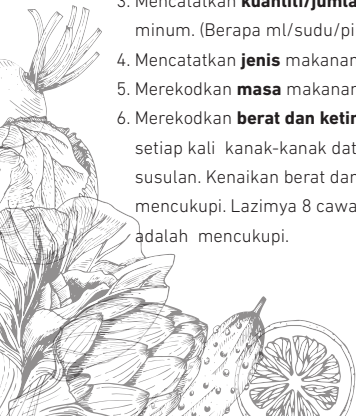 3. Mencatatkan kuantiti/jumla
minum. (Berapa ml/sudu/pi
4. Mencatatkan jenis makanan
5. Merekodkan masa makanan
6. Merekodkan berat dan ketin
setiap kali kanak-kanak dat
susulan. Kenaikan berat dan
mencukupi. Lazimya 8 cawa
adalah mencukupi.